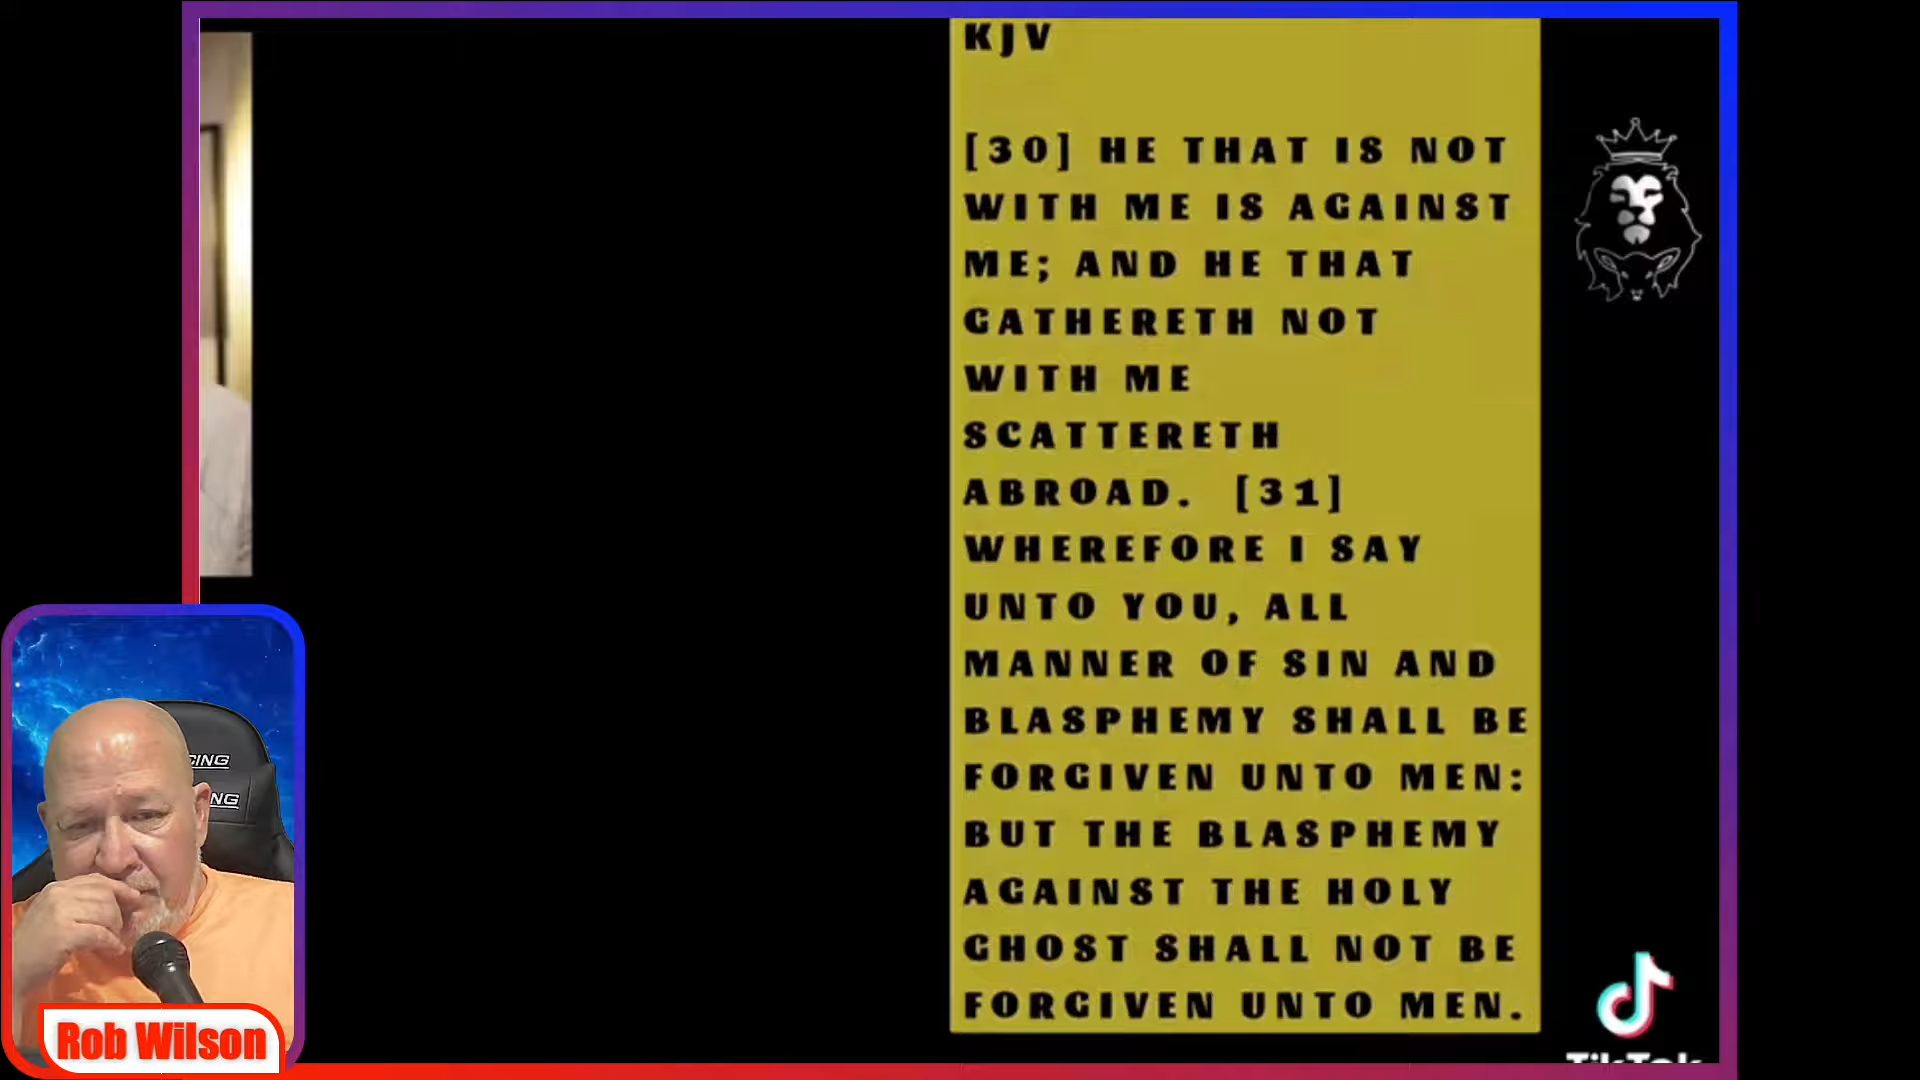 KJV
[30] HE THAT IS NOT
WITH ME IS AGAINST
ME; AND HE THAT
GATHERETH NOT
WITH ME
SCATTERETH
ABROAD. [31]
WHEREFORE I SAY
UNTO YOU, ALL
MANNER OF SIN AND
BLASPHEMY SHALL BE
FORGIVEN UNTO MEN:
BUT THE BLASPHEMY
AGAINST THE HOLY
GHOST SHALL NOT BE
FORGIVEN UNTO MEN.
TikTok
Rob Wilson